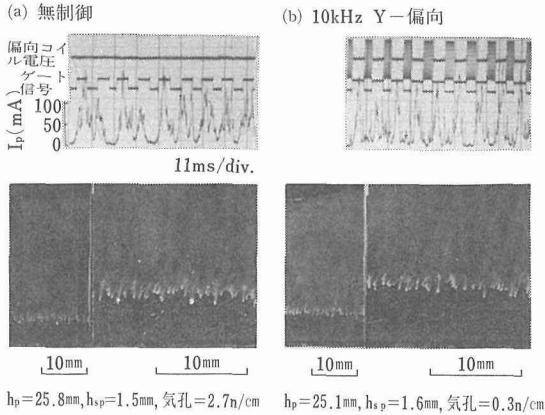 (a) 無制御
偏向コイ
ル電圧
ゲート
信号
100
50
0
Ip(mA)
11ms/div.
10mm
10mm
hp=25.8mm,hsp=1.5mm,気孔=2.7n/cm
(b) 10kHz Y－偏向
10mm
10mm
hp=25.1mm,hsp=1.6mm,気孔=0.3n/cm